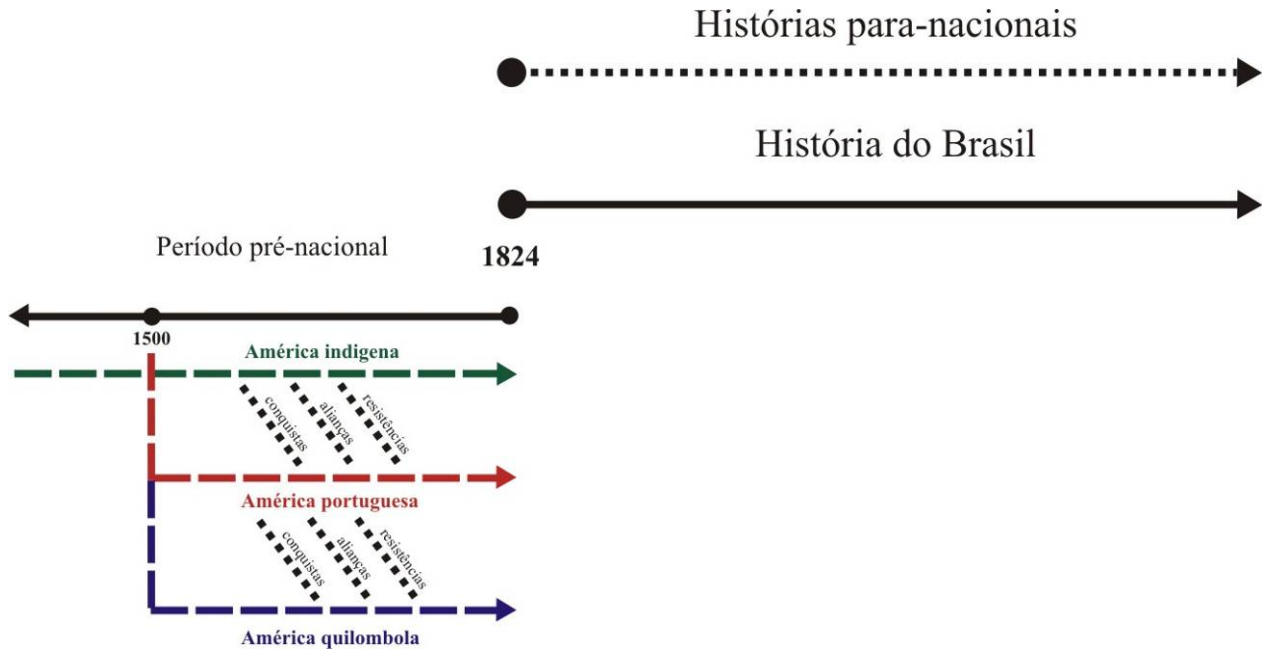 Histórias para-nacionais
História do Brasil
Período pré-nacional
1824
1500
América indigena
conquistas
alianças
resistências
América portuguesa
conquistas
alianças
resistências
América quilombola